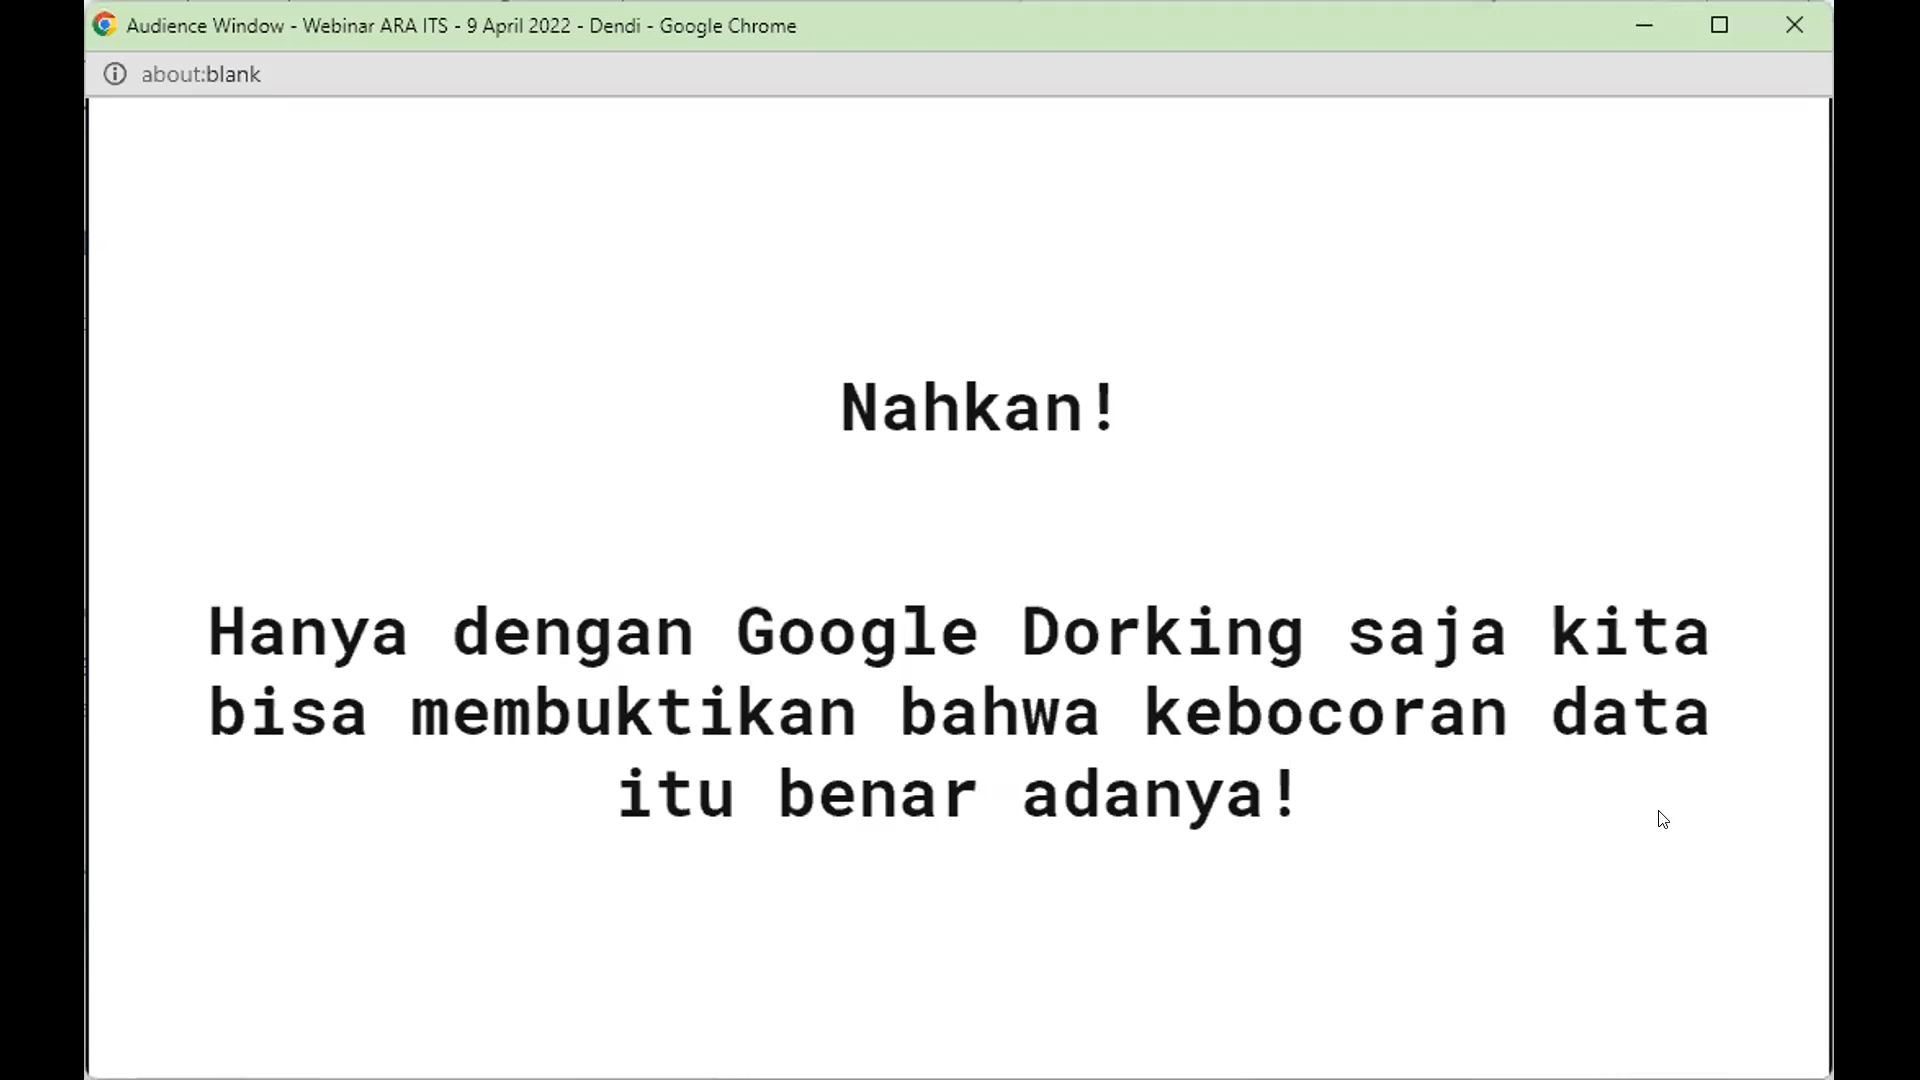 Audience Window - Webinar ARA ITS - 9 April 2022 - Dendi - Google Chrome
about:blank
Nahkan!
Hanya dengan Google Dorking saja kita
bisa membuktikan bahwa kebocoran data
itu benar adanya!